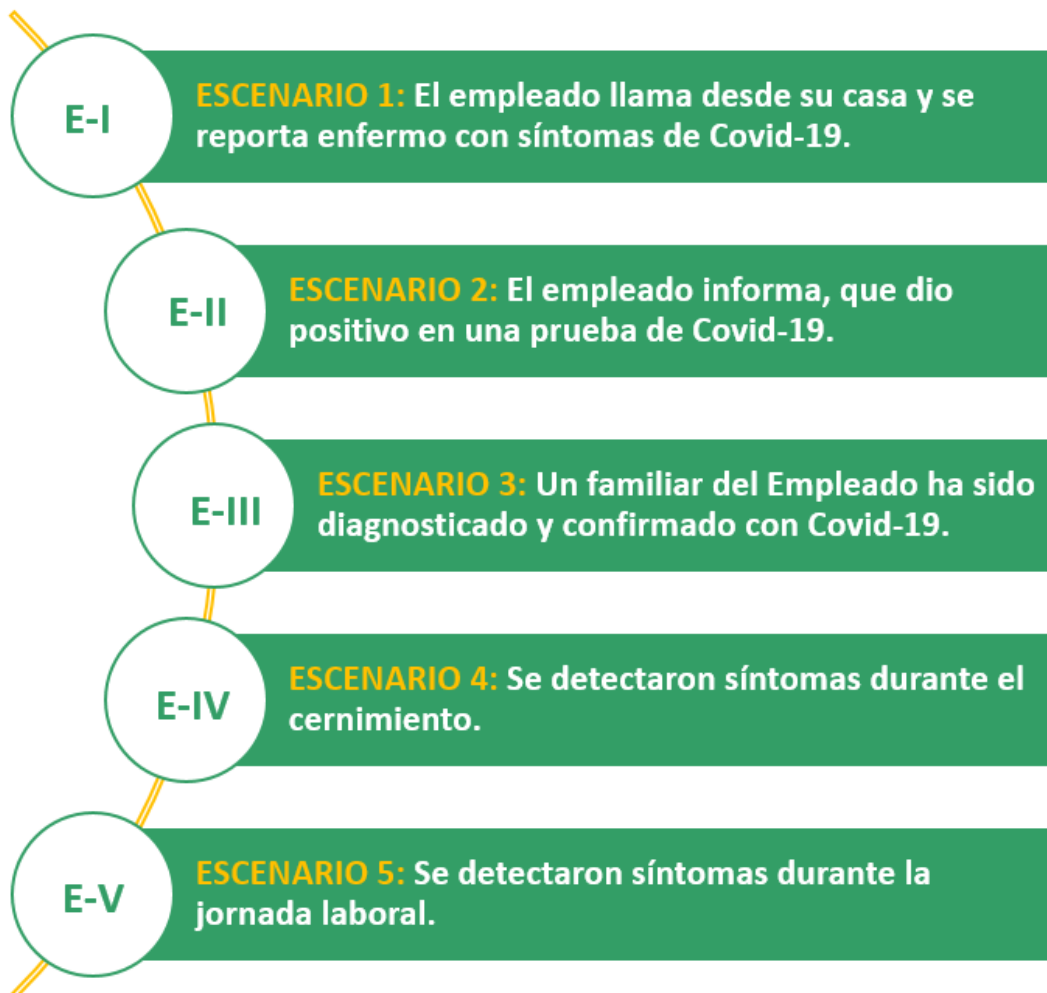 E-I
ESCENARIO 1: El empleado llama desde su casa y se
reporta enfermo con síntomas de Covid-19.
E-II
ESCENARIO 2: El empleado informa, que dio
positivo en una prueba de Covid-19.
E-III
ESCENARIO 3: Un familiar del Empleado ha sido
diagnosticado y confirmado con Covid-19.
E-IV
ESCENARIO 4: Se detectaron síntomas durante el
cernimiento.
E-V
ESCENARIO 5: Se detectaron síntomas durante la
jornada laboral.